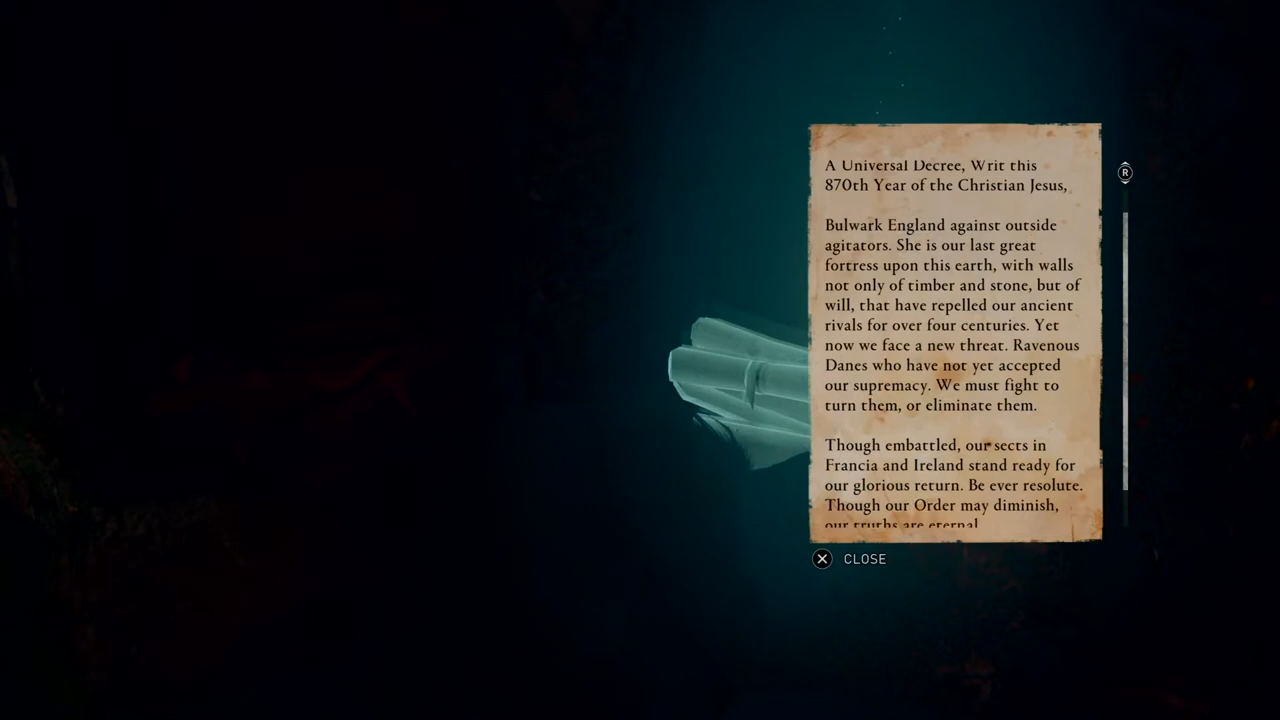 A Universal Decree, Writ this
870th Year of the Christian Jesus,
Bulwark England against outside
agitators. She is our last great
fortress upon this earth, with walls
not only of timber and stone, but of
will, that have repelled our ancient
rivals for over four centuries. Yet
now we face a new threat. Ravenous
Danes who have not yet accepted
our supremacy. We must fight to
turn them, or eliminate them.
Though embattled, our sects in
Francia and Ireland stand ready for
our glorious return. Be ever resolute.
Though our Order may diminish,
our truths are eternal
R
CLOSE